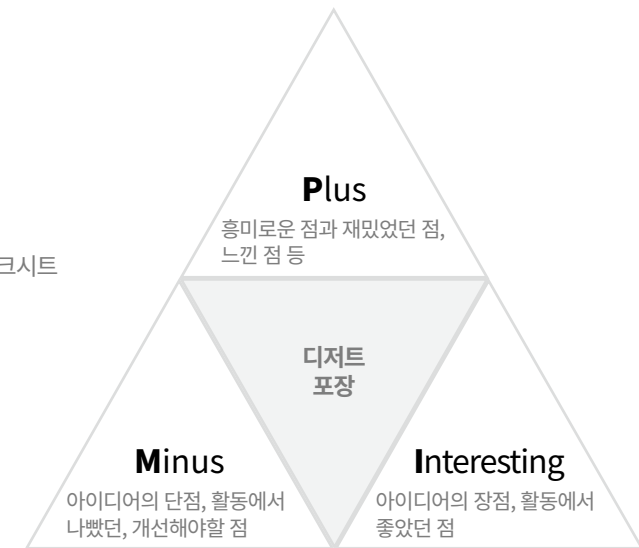 Plus
흥미로운 점과 재밌었던 점,
느낀 점 등
크시트
디저트
포장
Minus
아이디어의 단점, 활동에서
나빴던, 개선해야할 점
Interesting
아이디어의 장점, 활동에서
좋았던 점